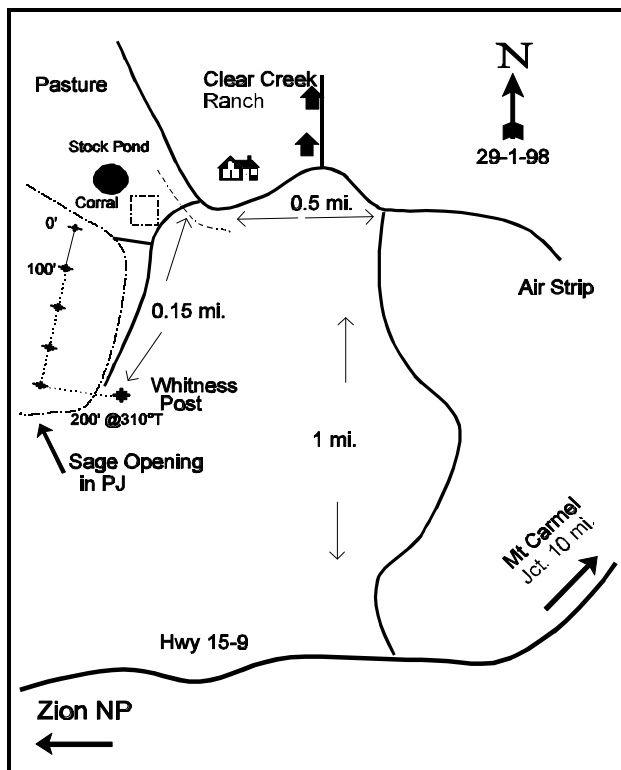 Clear Creek
Ranch
N
29-1-98
Pasture
Stock Pond
Corral
0'
100'
0.5 mi.
Air Strip
0.15 mi.
Whitness
Post
200' @310°T
Sage Opening
in PJ
1 mi.
Mt Carmel
Jct. 10 mi.
Hwy 15-9
Zion NP